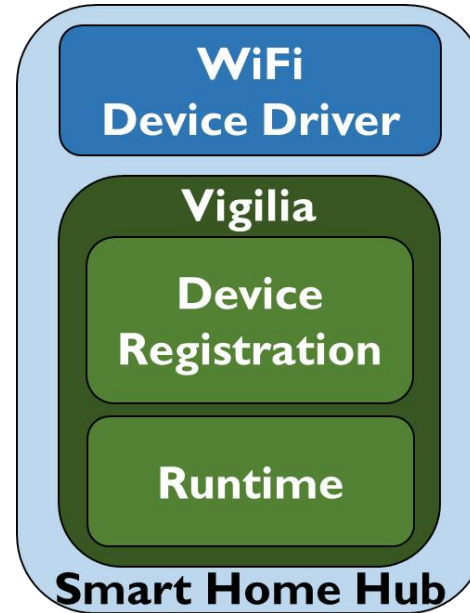 WiFi
Device Driver
Vigilia
Device
Registration
Runtime
Smart Home Hub